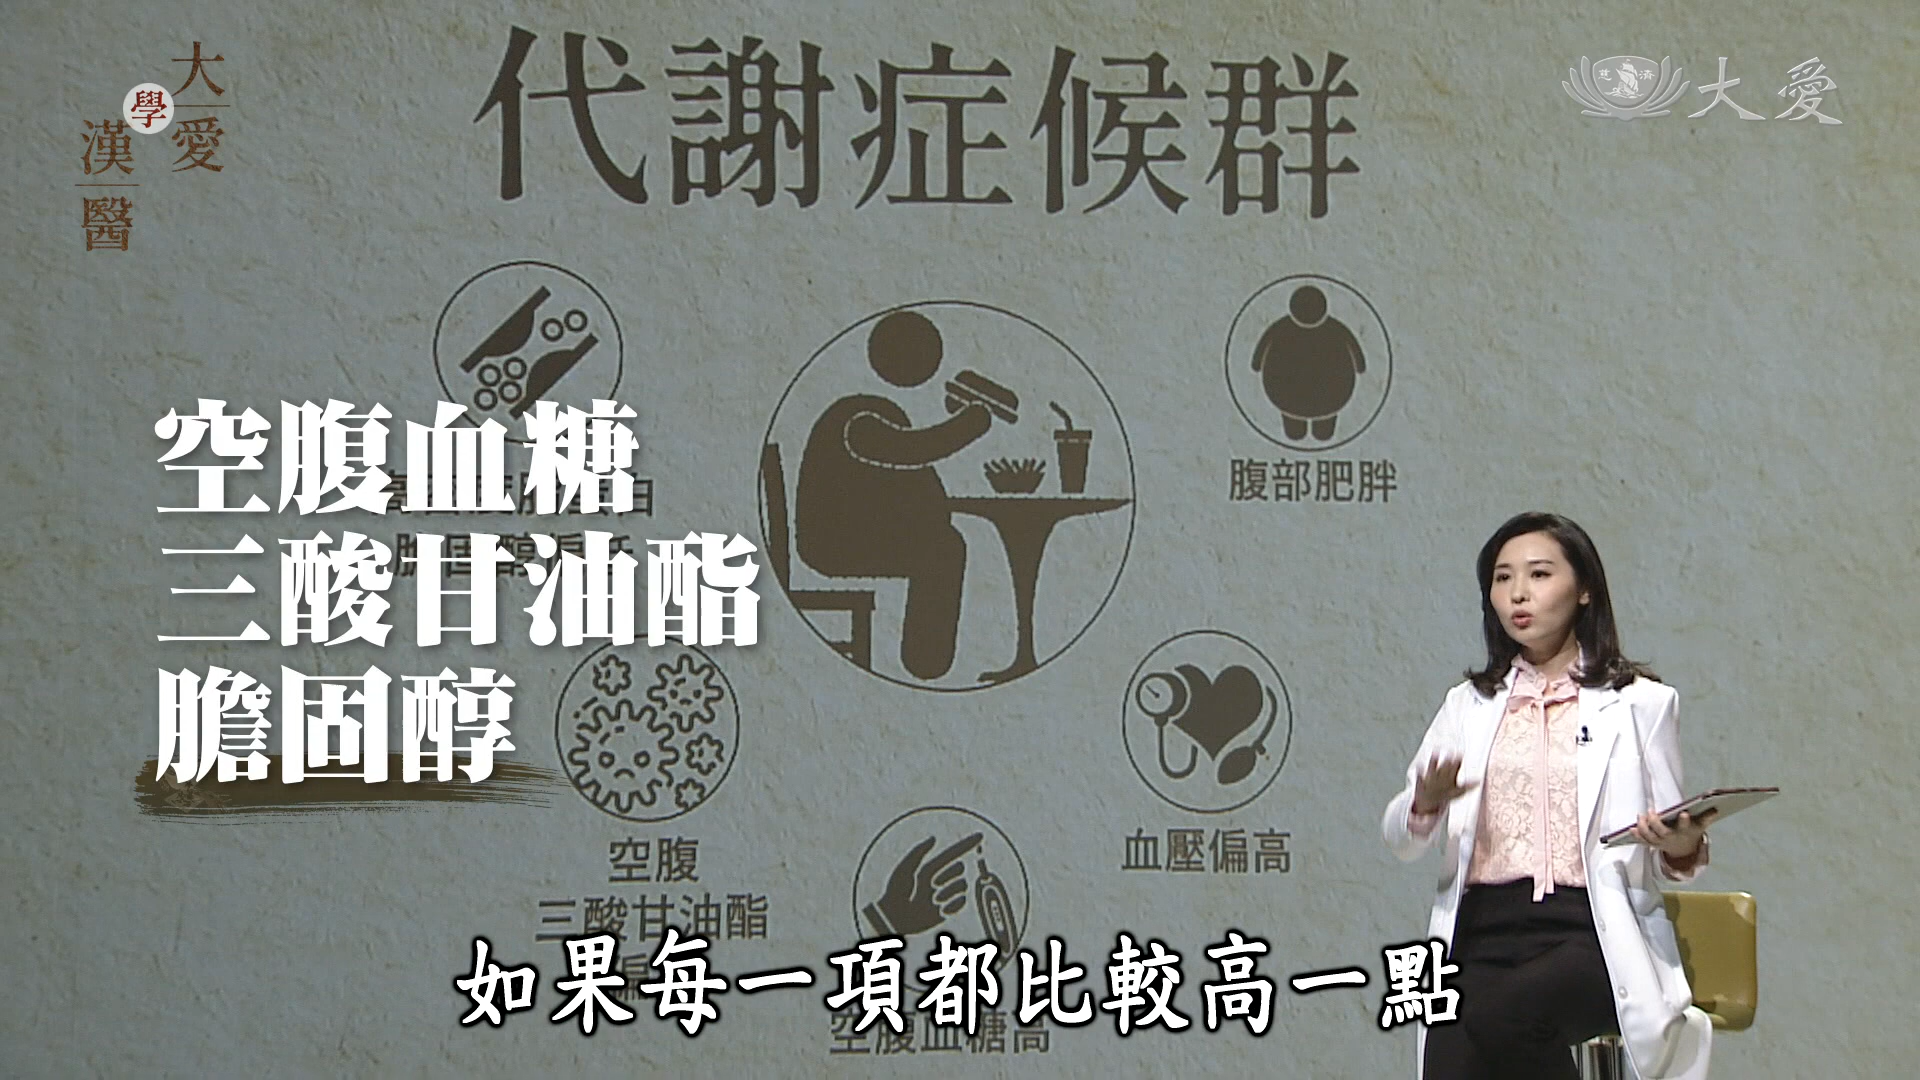 大愛
學
漢醫
代謝症候群
慈濟
大愛
腹部肥胖
空腹血糖
三酸甘油酯
膽固醇
空腹
三酸甘油酯
血壓偏高
空腹血糖高
如果每一項都比較高一點